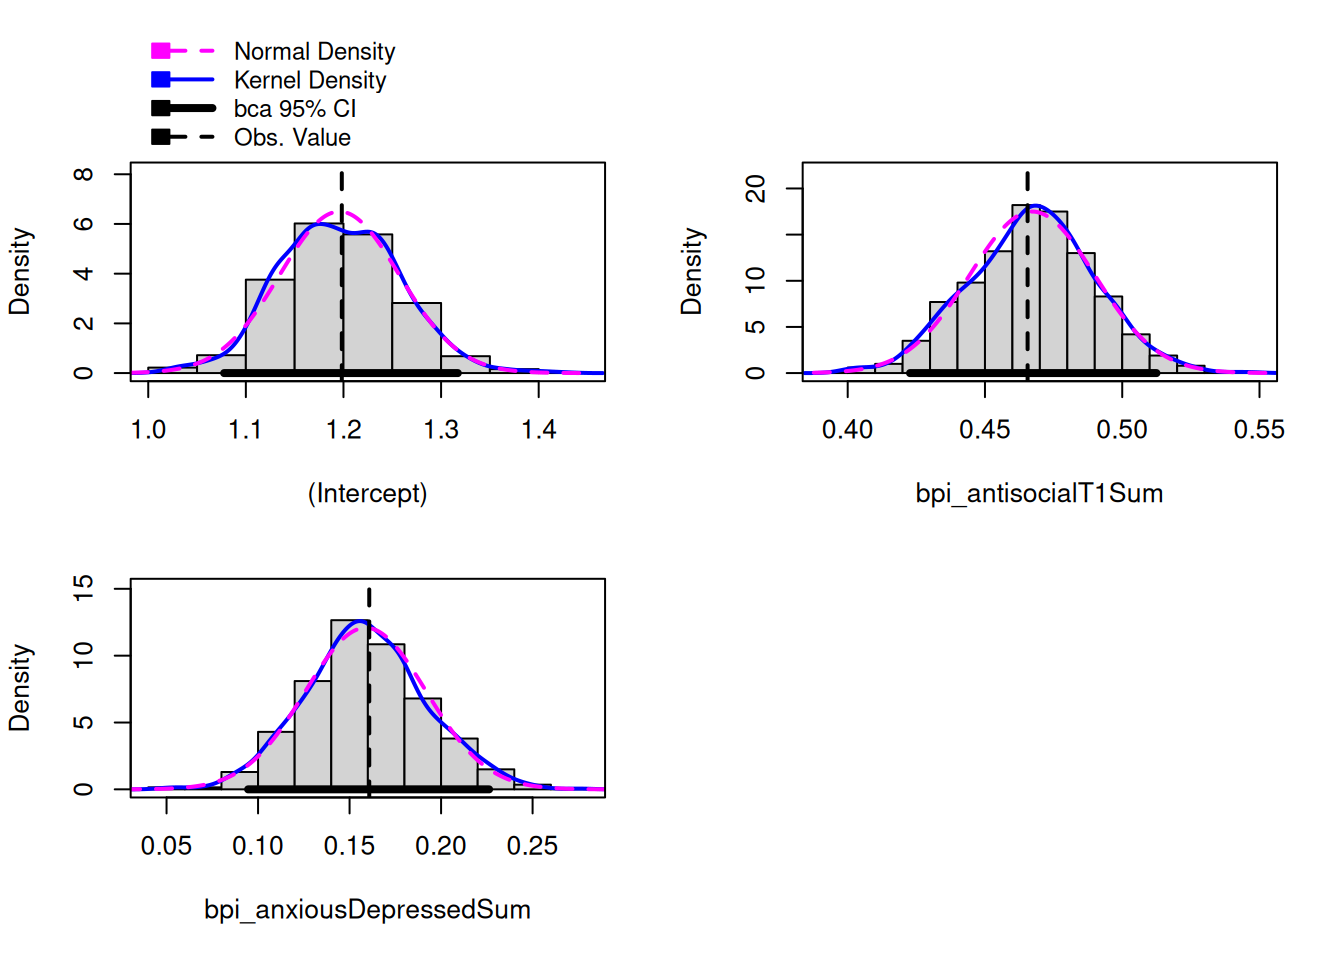 Normal Density
Kernel Density
bca 95% CI
Obs. Value
Density
8
6
4
2
0
1.0 1.1 1.2 1.3 1.4
(Intercept)
Density
20
10
5
0
0.40 0.45 0.50 0.55
bpi_antisocialT1Sum
Density
15
10
5
0
0.05 0.10 0.15 0.20 0.25
bpi_anxiousDepressedSum